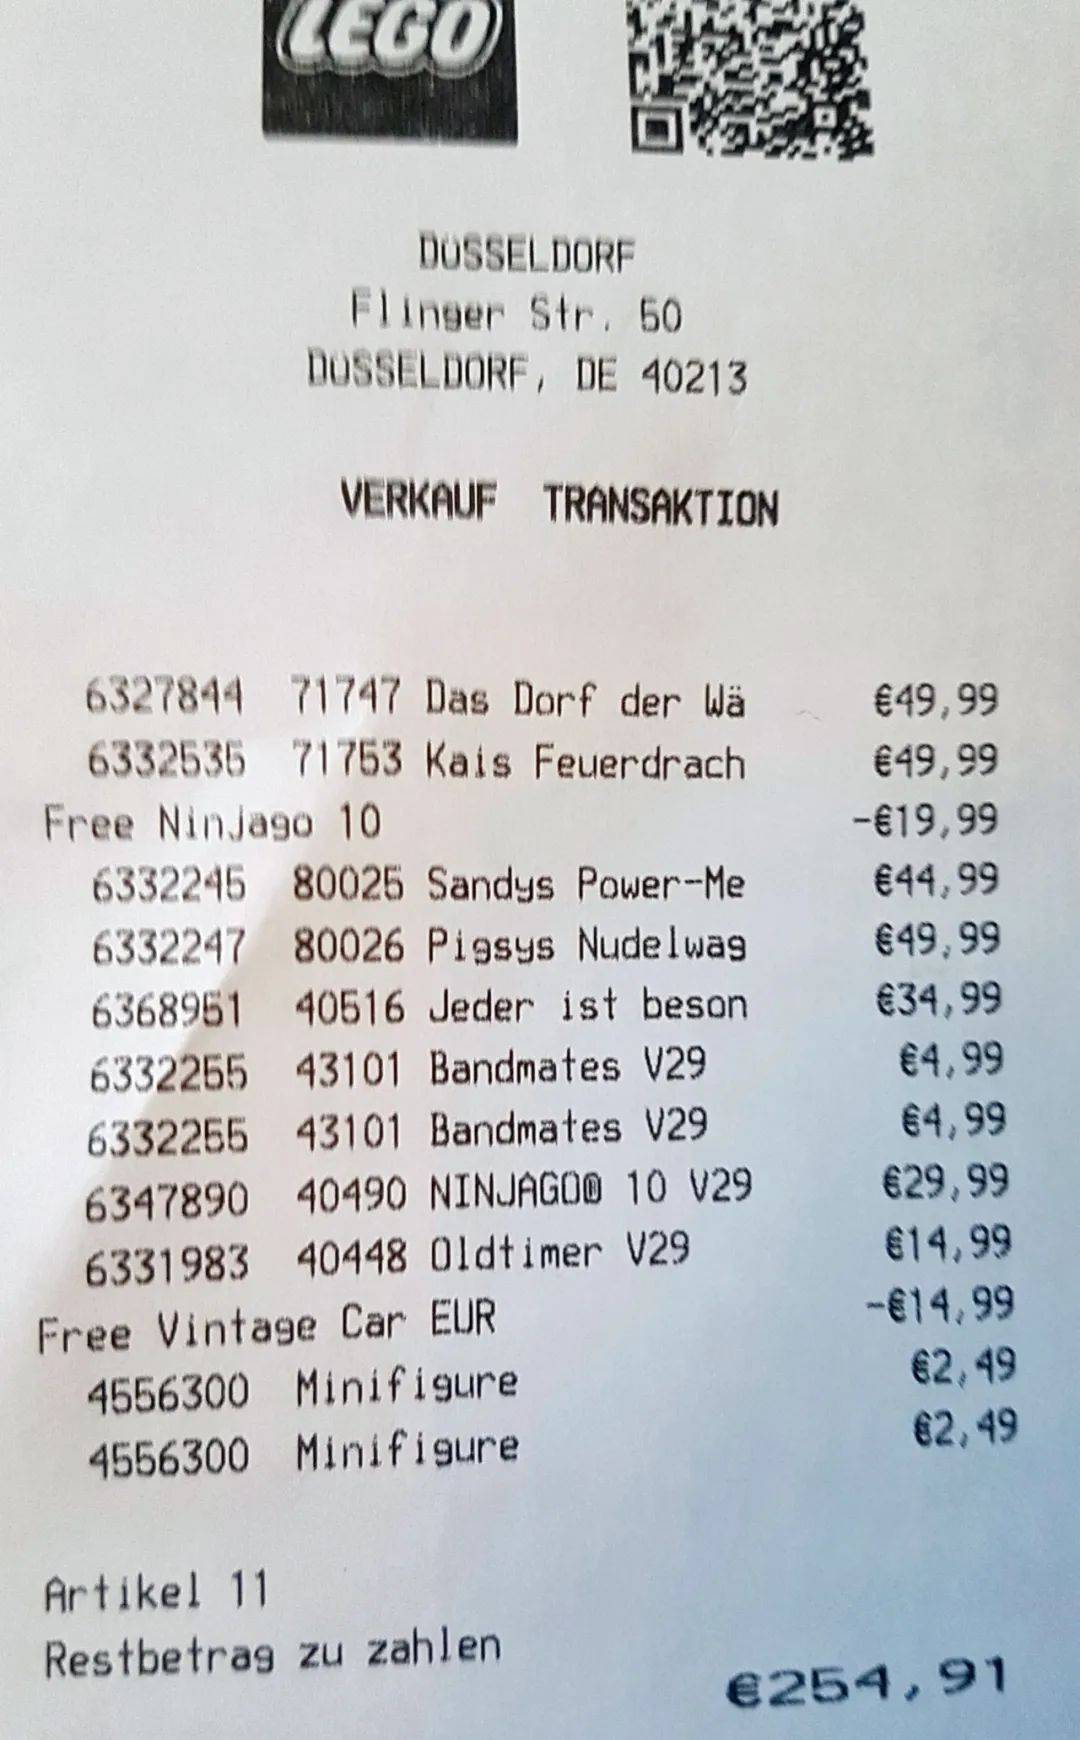 LEGO
DÜSSELDORF
Flinger Str. 50
DÜSSELDORF, DE 40213
VERKAUF TRANSAKTION
6327844 71747 Das Dorf der Wä €49,99
6332535 71753 Kais Feuerdrach €49,99
Free Ninjago 10 -€19,99
6332245 80025 Sandys Power-Me €44,99
6332247 80026 Pigsys Nudelwag €49,99
6368951 40516 Jeder ist beson €34,99
6332255 43101 Bandmates V29 €4,99
6332255 43101 Bandmates V29 €4,99
6347890 40490 NINJAGO® 10 V29 €29,99
6331983 40448 Oldtimer V29 €14,99
Free Vintage Car EUR -€14,99
4556300 Minifigure €2,49
4556300 Minifigure €2,49
Artikel 11
Restbetrag zu zahlen
€254,91